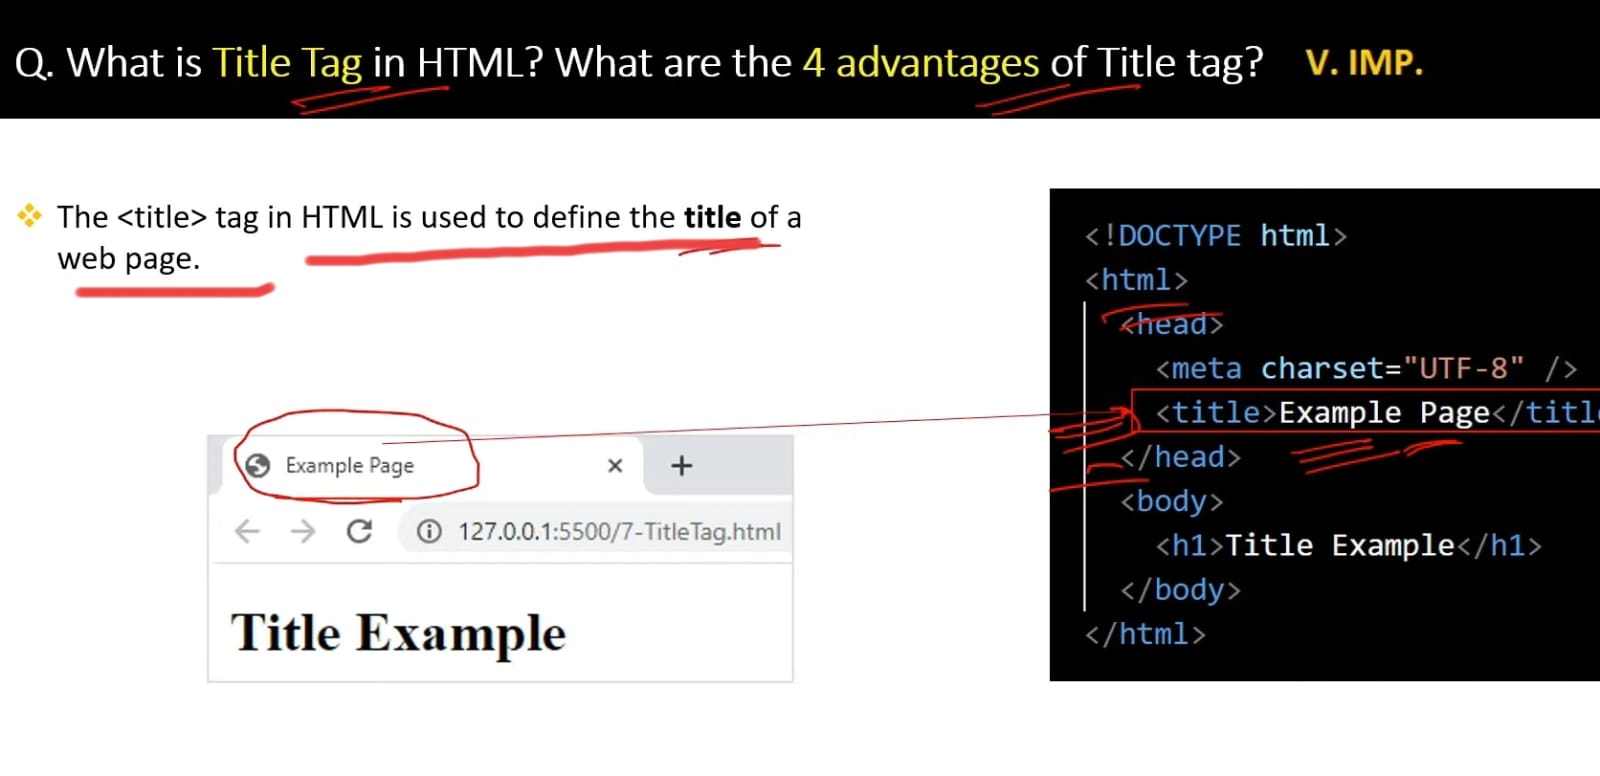 Q. What is Title Tag in HTML? What are the 4 advantages of Title tag? V. IMP.
The <title> tag in HTML is used to define the title of a
web page.
Example Page
127.0.0.1:5500/7-TitleTag.html
Title Example
<!DOCTYPE html>
<html>
<head>
<meta charset="UTF-8" />
<title>Example Page</titl
</head>
<body>
<h1>Title Example</h1>
</body>
</html>